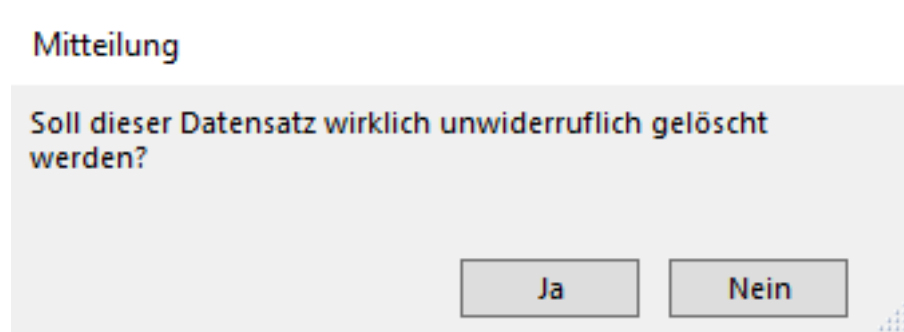 Mitteilung
Soll dieser Datensatz wirklich unwiderruflich gelöscht
werden?
Ja
Nein